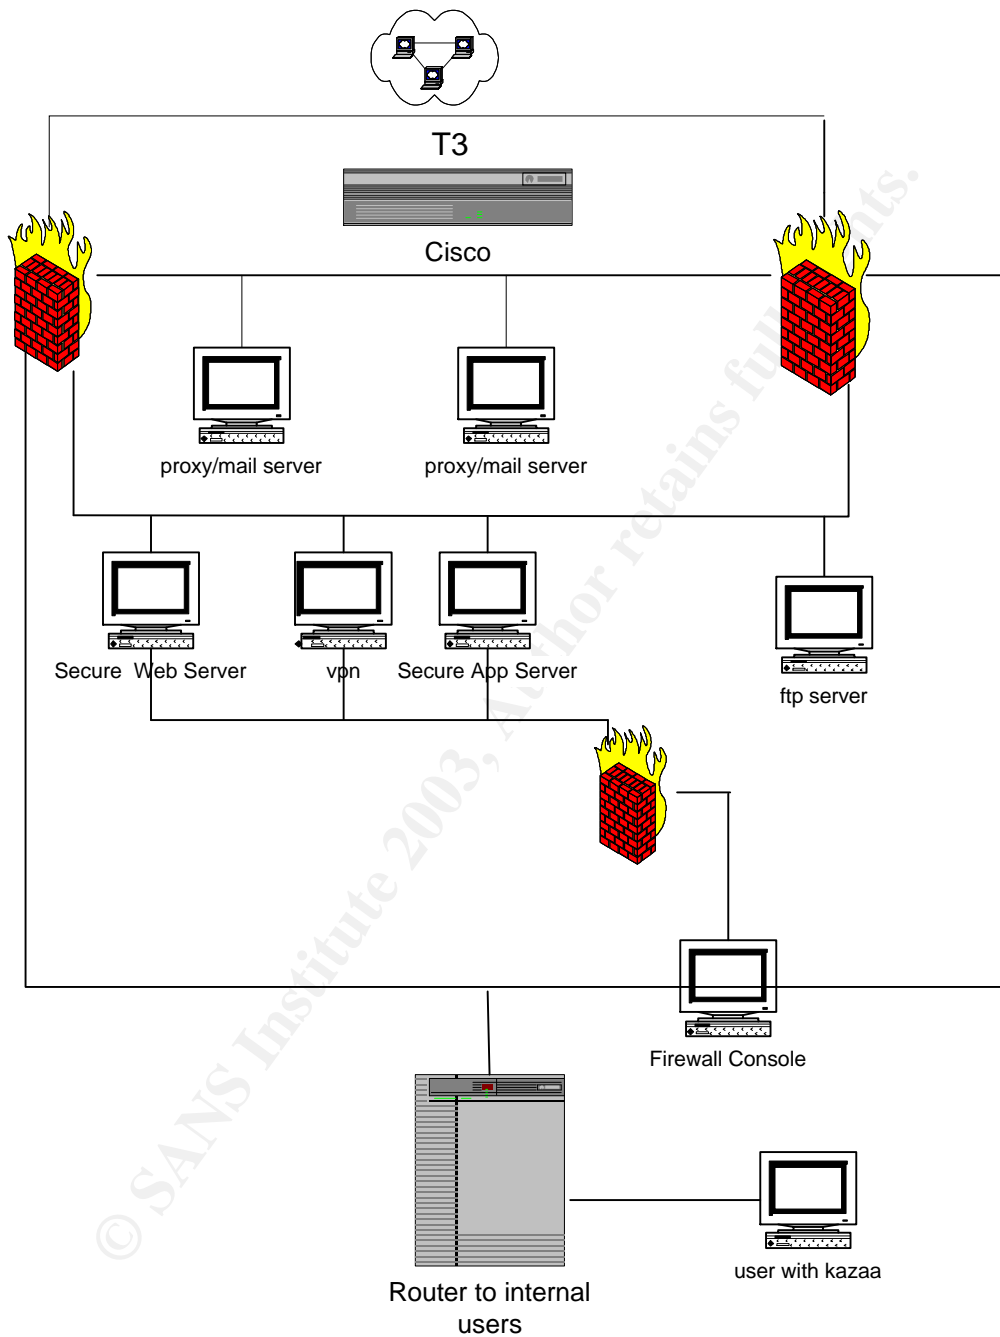 T3
Cisco
proxy/mail server
proxy/mail server
Secure Web Server
vpn
Secure App Server
ftp server
Firewall Console
user with kazaa
Router to internal
users
© SANS Institute 2003, Author retains full rights.